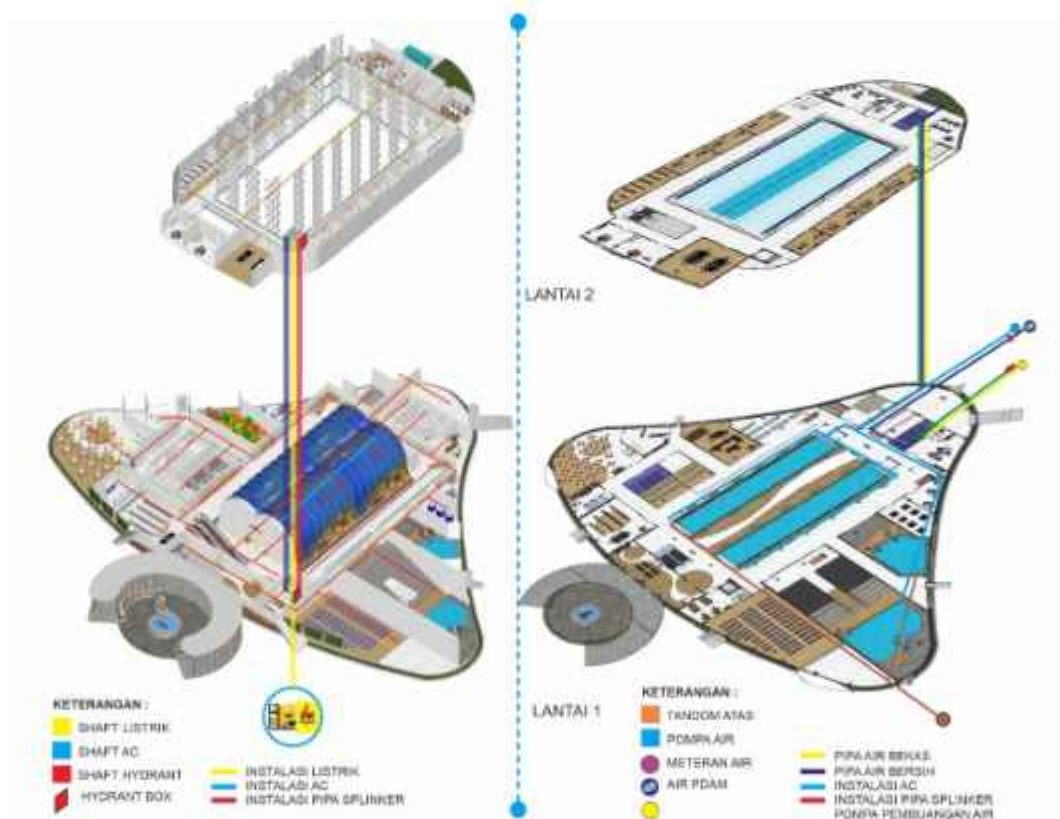 LANTAI 2
LANTAI 1
KETERANGAN :
SHAFT LISTRIK
SHAFT AC
SHAFT HYDRANT
HYDRANT BOX
INSTALASI LISTRIK
INSTALASI AC
INSTALASI PIPA SPLINKER
KETERANGAN :
TANDOM ATAS
POMPA AIR
METERAN AIR
AIR PDAM
PIPA AIR BEKAS
PIPA AIR BERSIH
INSTALASI AC
INSTALASI PIPA SPLINKER
POMPA PEMBUANGAN AIR